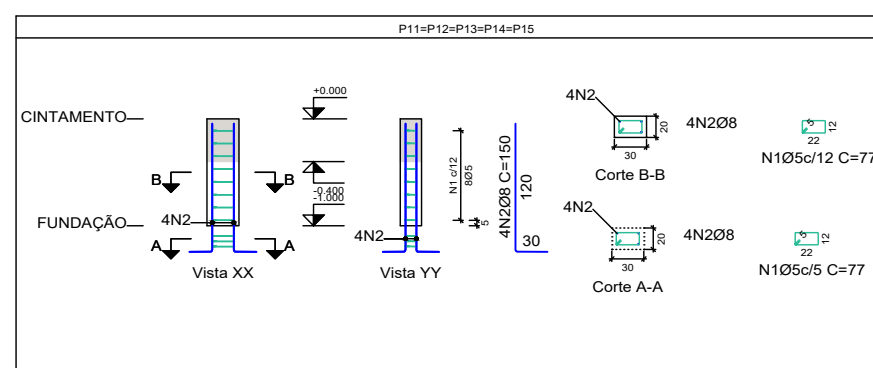 P11=P12=P13=P14=P15
CINTAMENTO
FUNDAÇÃO
+0.000
-0.400
-1.000
B
B
4N2
A
A
Vista XX
4N2
Vista YY
N1 c/12
8Ø5
5
4N2Ø8 C=150
120
30
4N2
4N2Ø8
20
30
Corte B-B
5
12
22
N1Ø5c/12 C=77
4N2
4N2Ø8
20
30
Corte A-A
5
12
22
N1Ø5c/5 C=77